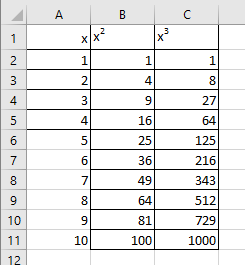 A B C
1 x x² x³
2 1 1 1
3 2 4 8
4 3 9 27
5 4 16 64
6 5 25 125
7 6 36 216
8 7 49 343
9 8 64 512
10 9 81 729
11 10 100 1000
12